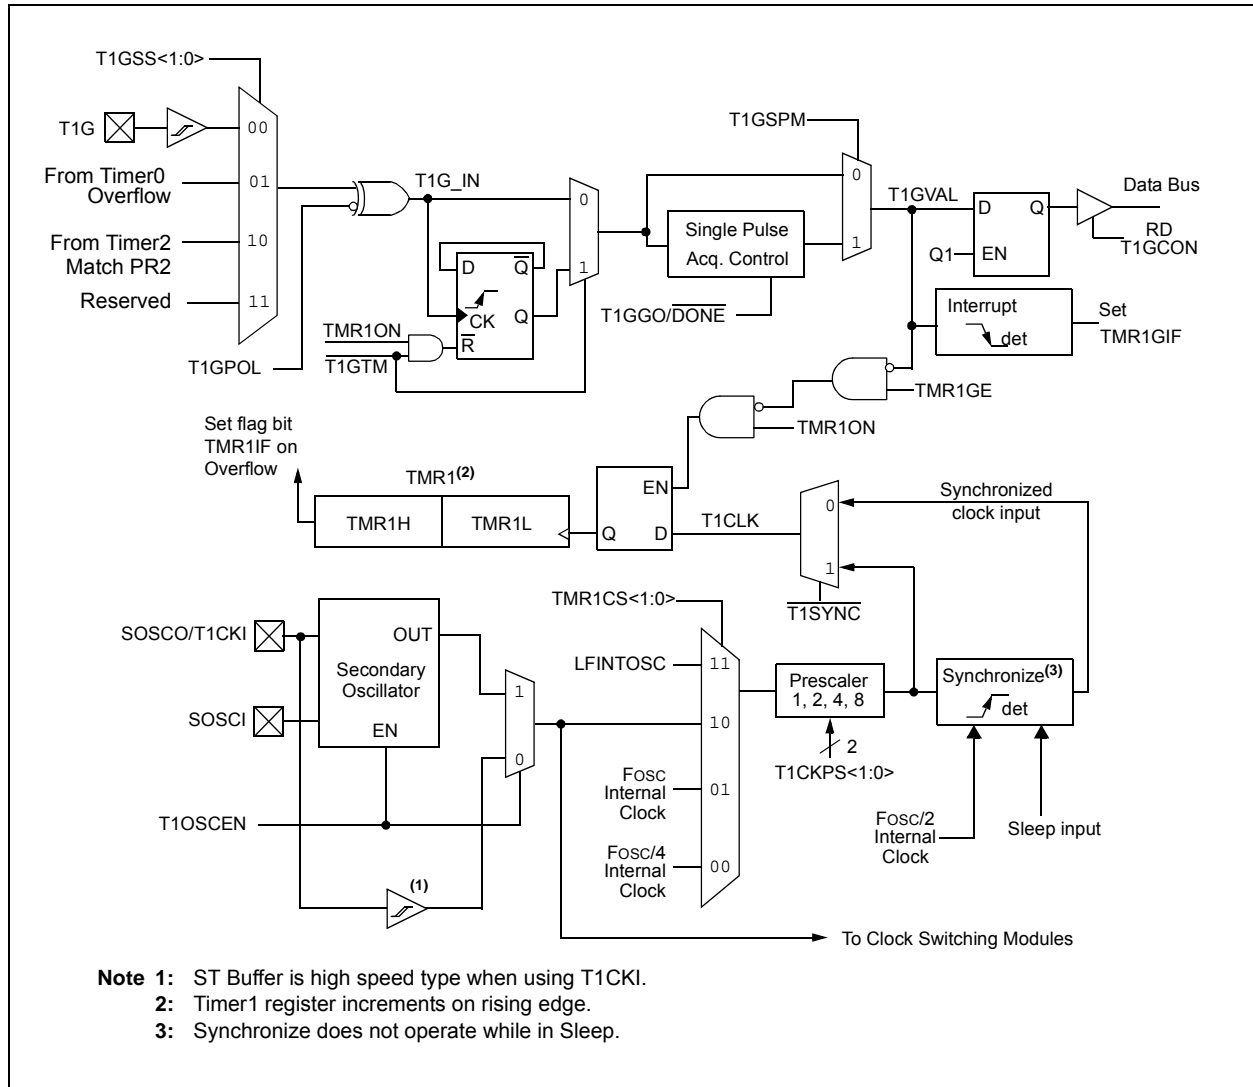 T1GSS<1:0>
T1G
00
From Timer0
Overflow
01
From Timer2
Match PR2
10
Reserved
11
T1GPOL
T1G_IN
D
Q
CK
Q
R
TMR1ON
T1GTM
0
1
T1GSPM
Single Pulse
Acq. Control
T1GGO/DONE
0
1
T1GVAL
D
Q
Q1
EN
Data Bus
RD
T1GCON
Interrupt
det
Set
TMR1GIF
TMR1GE
TMR1ON
Set flag bit
TMR1IF on
Overflow
TMR1(2)
TMR1H
TMR1L
EN
Q
D
T1CLK
0
1
T1SYNC
Synchronized
clock input
SOSCO/T1CKI
SOSCI
OUT
Secondary
Oscillator
EN
T1OSCEN
(1)
1
0
TMR1CS<1:0>
LFINTOSC
11
10
FOSC
Internal
Clock
01
FOSC/4
Internal
Clock
00
Prescaler
1, 2, 4, 8
2
T1CKPS<1:0>
Synchronize(3)
det
FOSC/2
Internal
Clock
Sleep input
To Clock Switching Modules
Note 1: ST Buffer is high speed type when using T1CKI.
2: Timer1 register increments on rising edge.
3: Synchronize does not operate while in Sleep.